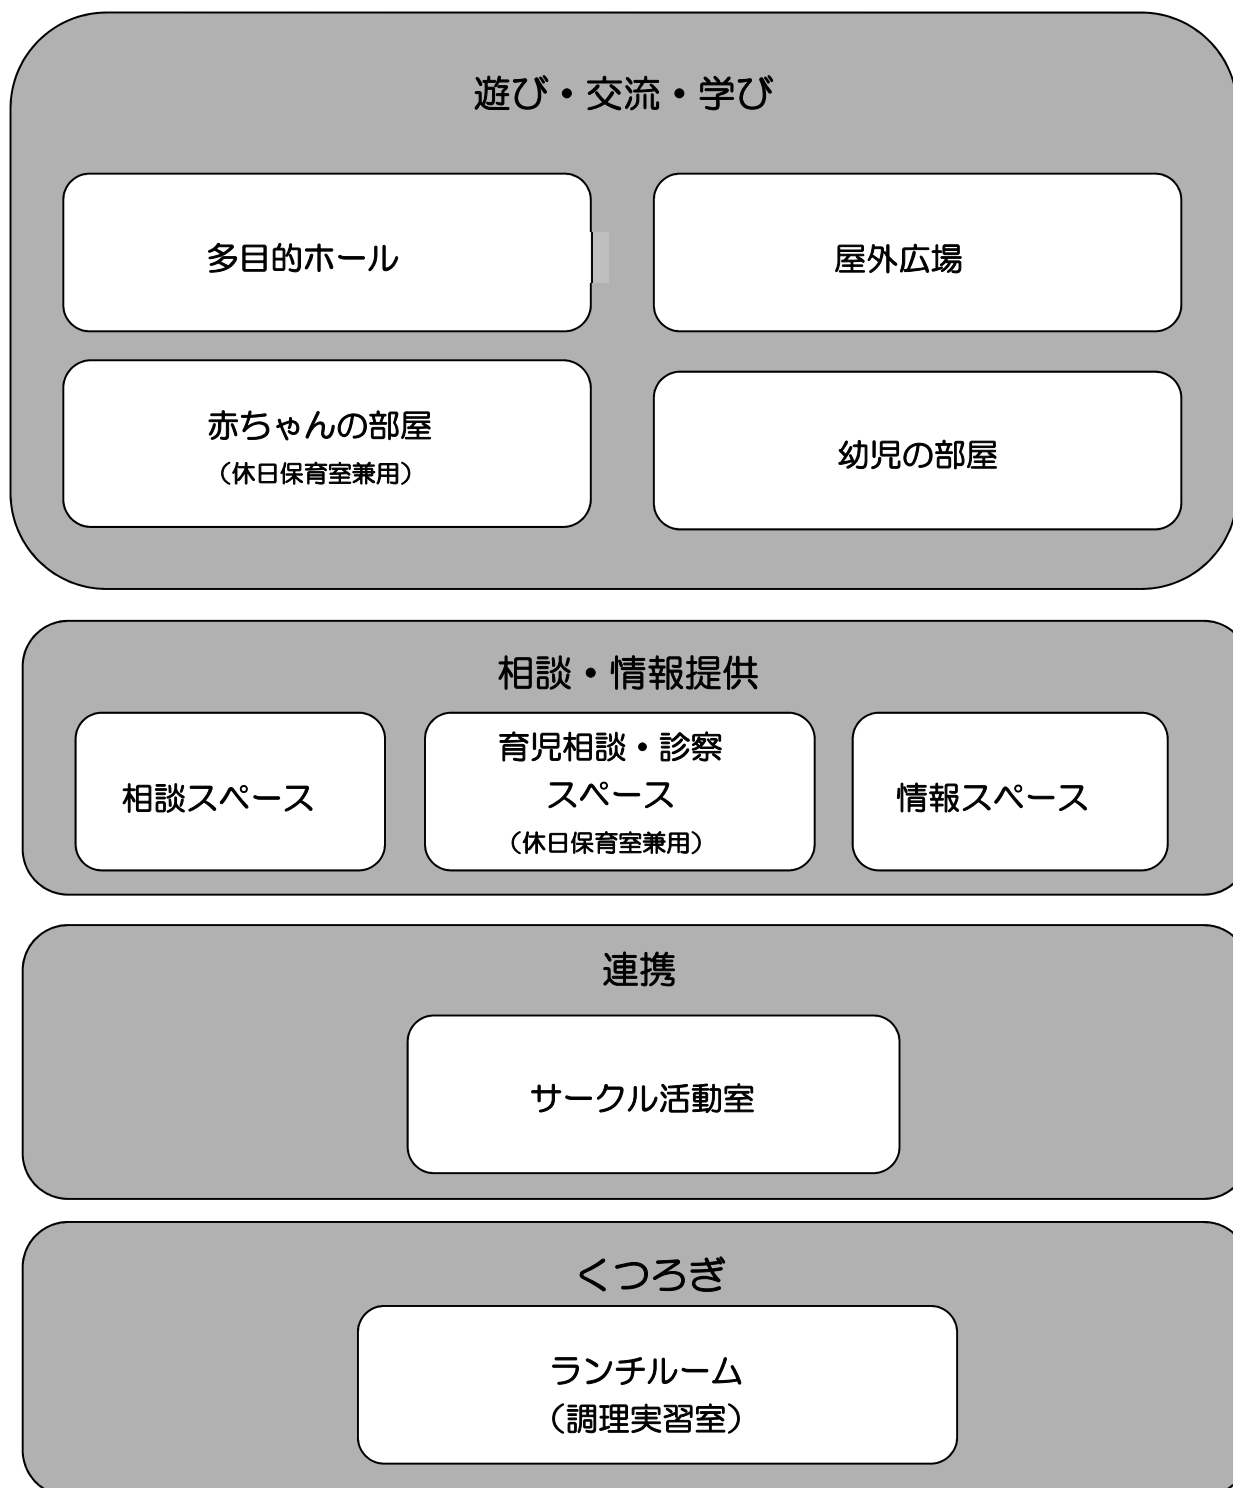 遊び・交流・学び
多目的ホール
屋外広場
赤ちゃんの部屋
（休日保育室兼用）
幼児の部屋
相談・情報提供
相談スペース
育児相談・診察
スペース
（休日保育室兼用）
情報スペース
連携
サークル活動室
くつろぎ
ランチルーム
（調理実習室）